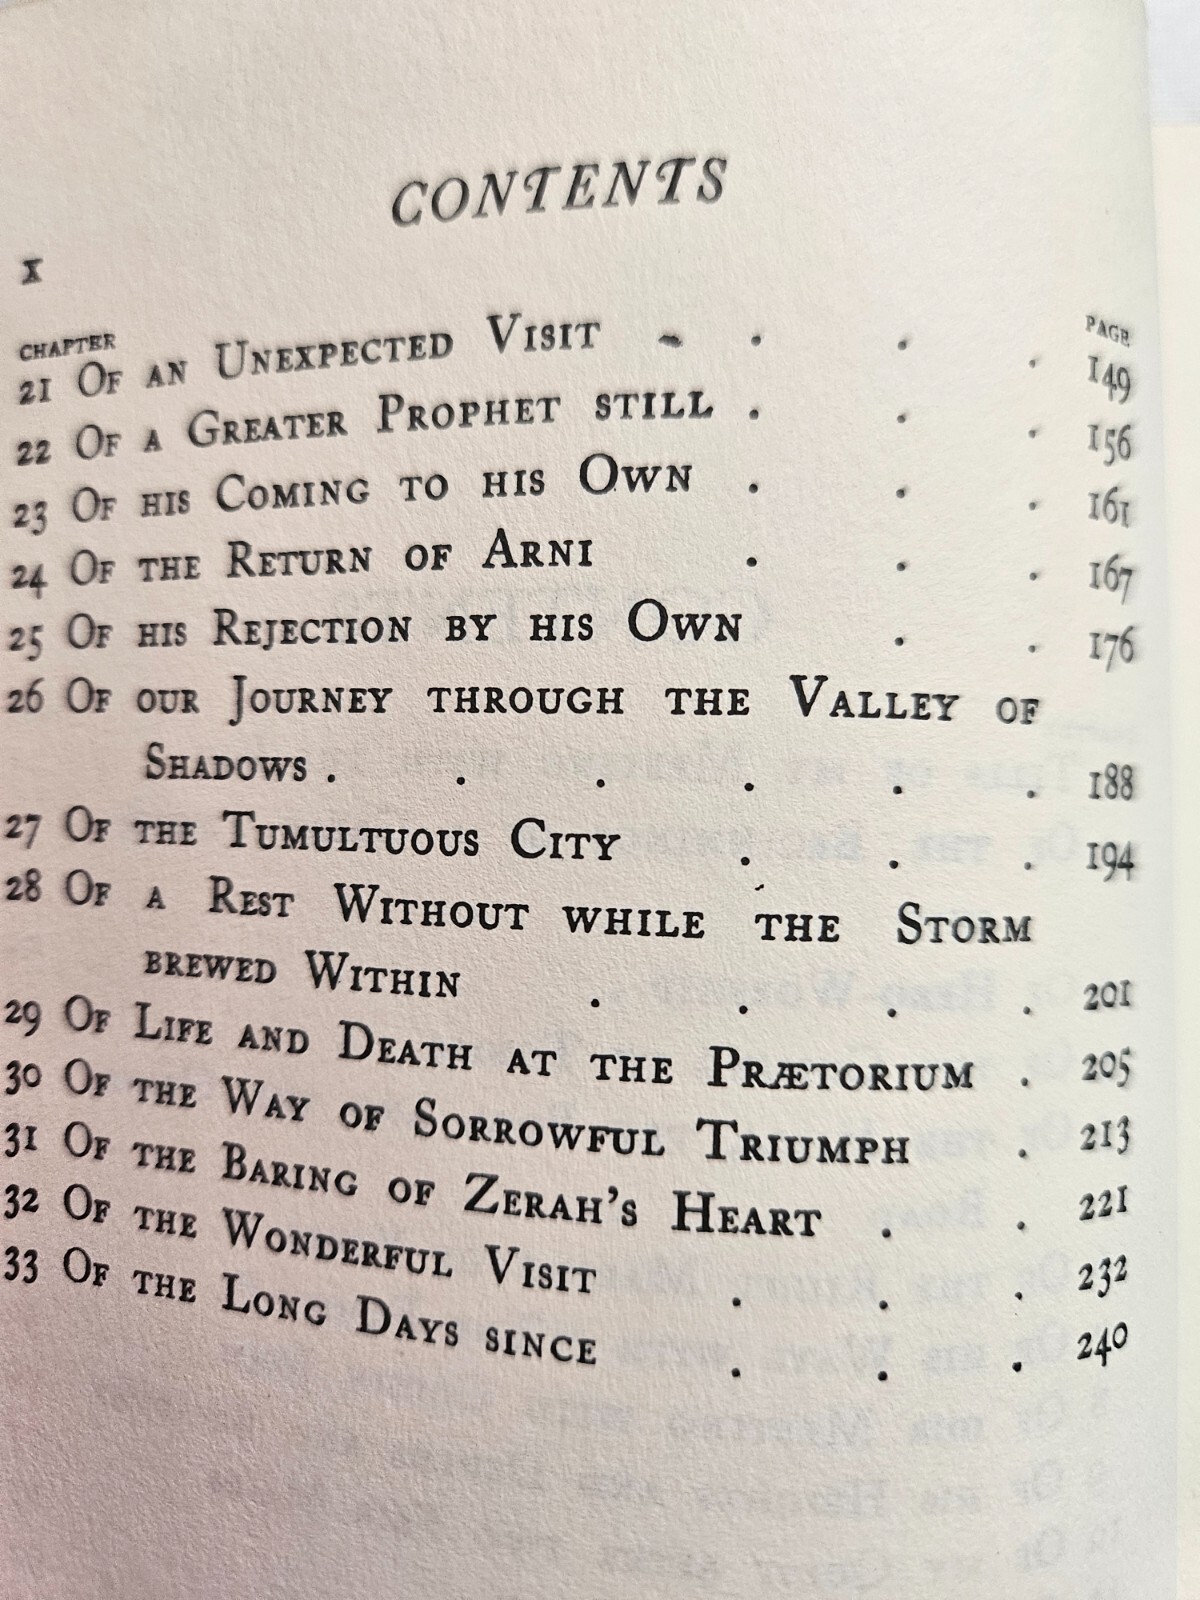 CONTENTS
X
CHAPTER PAGE
21 OF AN UNEXPECTED VISIT - . . . 149
22 OF A GREATER PROPHET STILL . . . 156
23 OF HIS COMING TO HIS OWN . . . 161
24 OF THE RETURN OF ARNI . . . 167
25 OF HIS REJECTION BY HIS OWN . . 176
26 OF OUR JOURNEY THROUGH THE VALLEY OF
SHADOWS . . . . . . 188
27 OF THE TUMULTUOUS CITY . . . 194
28 OF A REST WITHOUT WHILE THE STORM
BREWED WITHIN . . . . 201
29 OF LIFE AND DEATH AT THE PRÆTORIUM . 205
30 OF THE WAY OF SORROWFUL TRIUMPH . 213
31 OF THE BARING OF ZERAH'S HEART . . 221
32 OF THE WONDERFUL VISIT . . . 232
33 OF THE LONG DAYS SINCE . . . 240